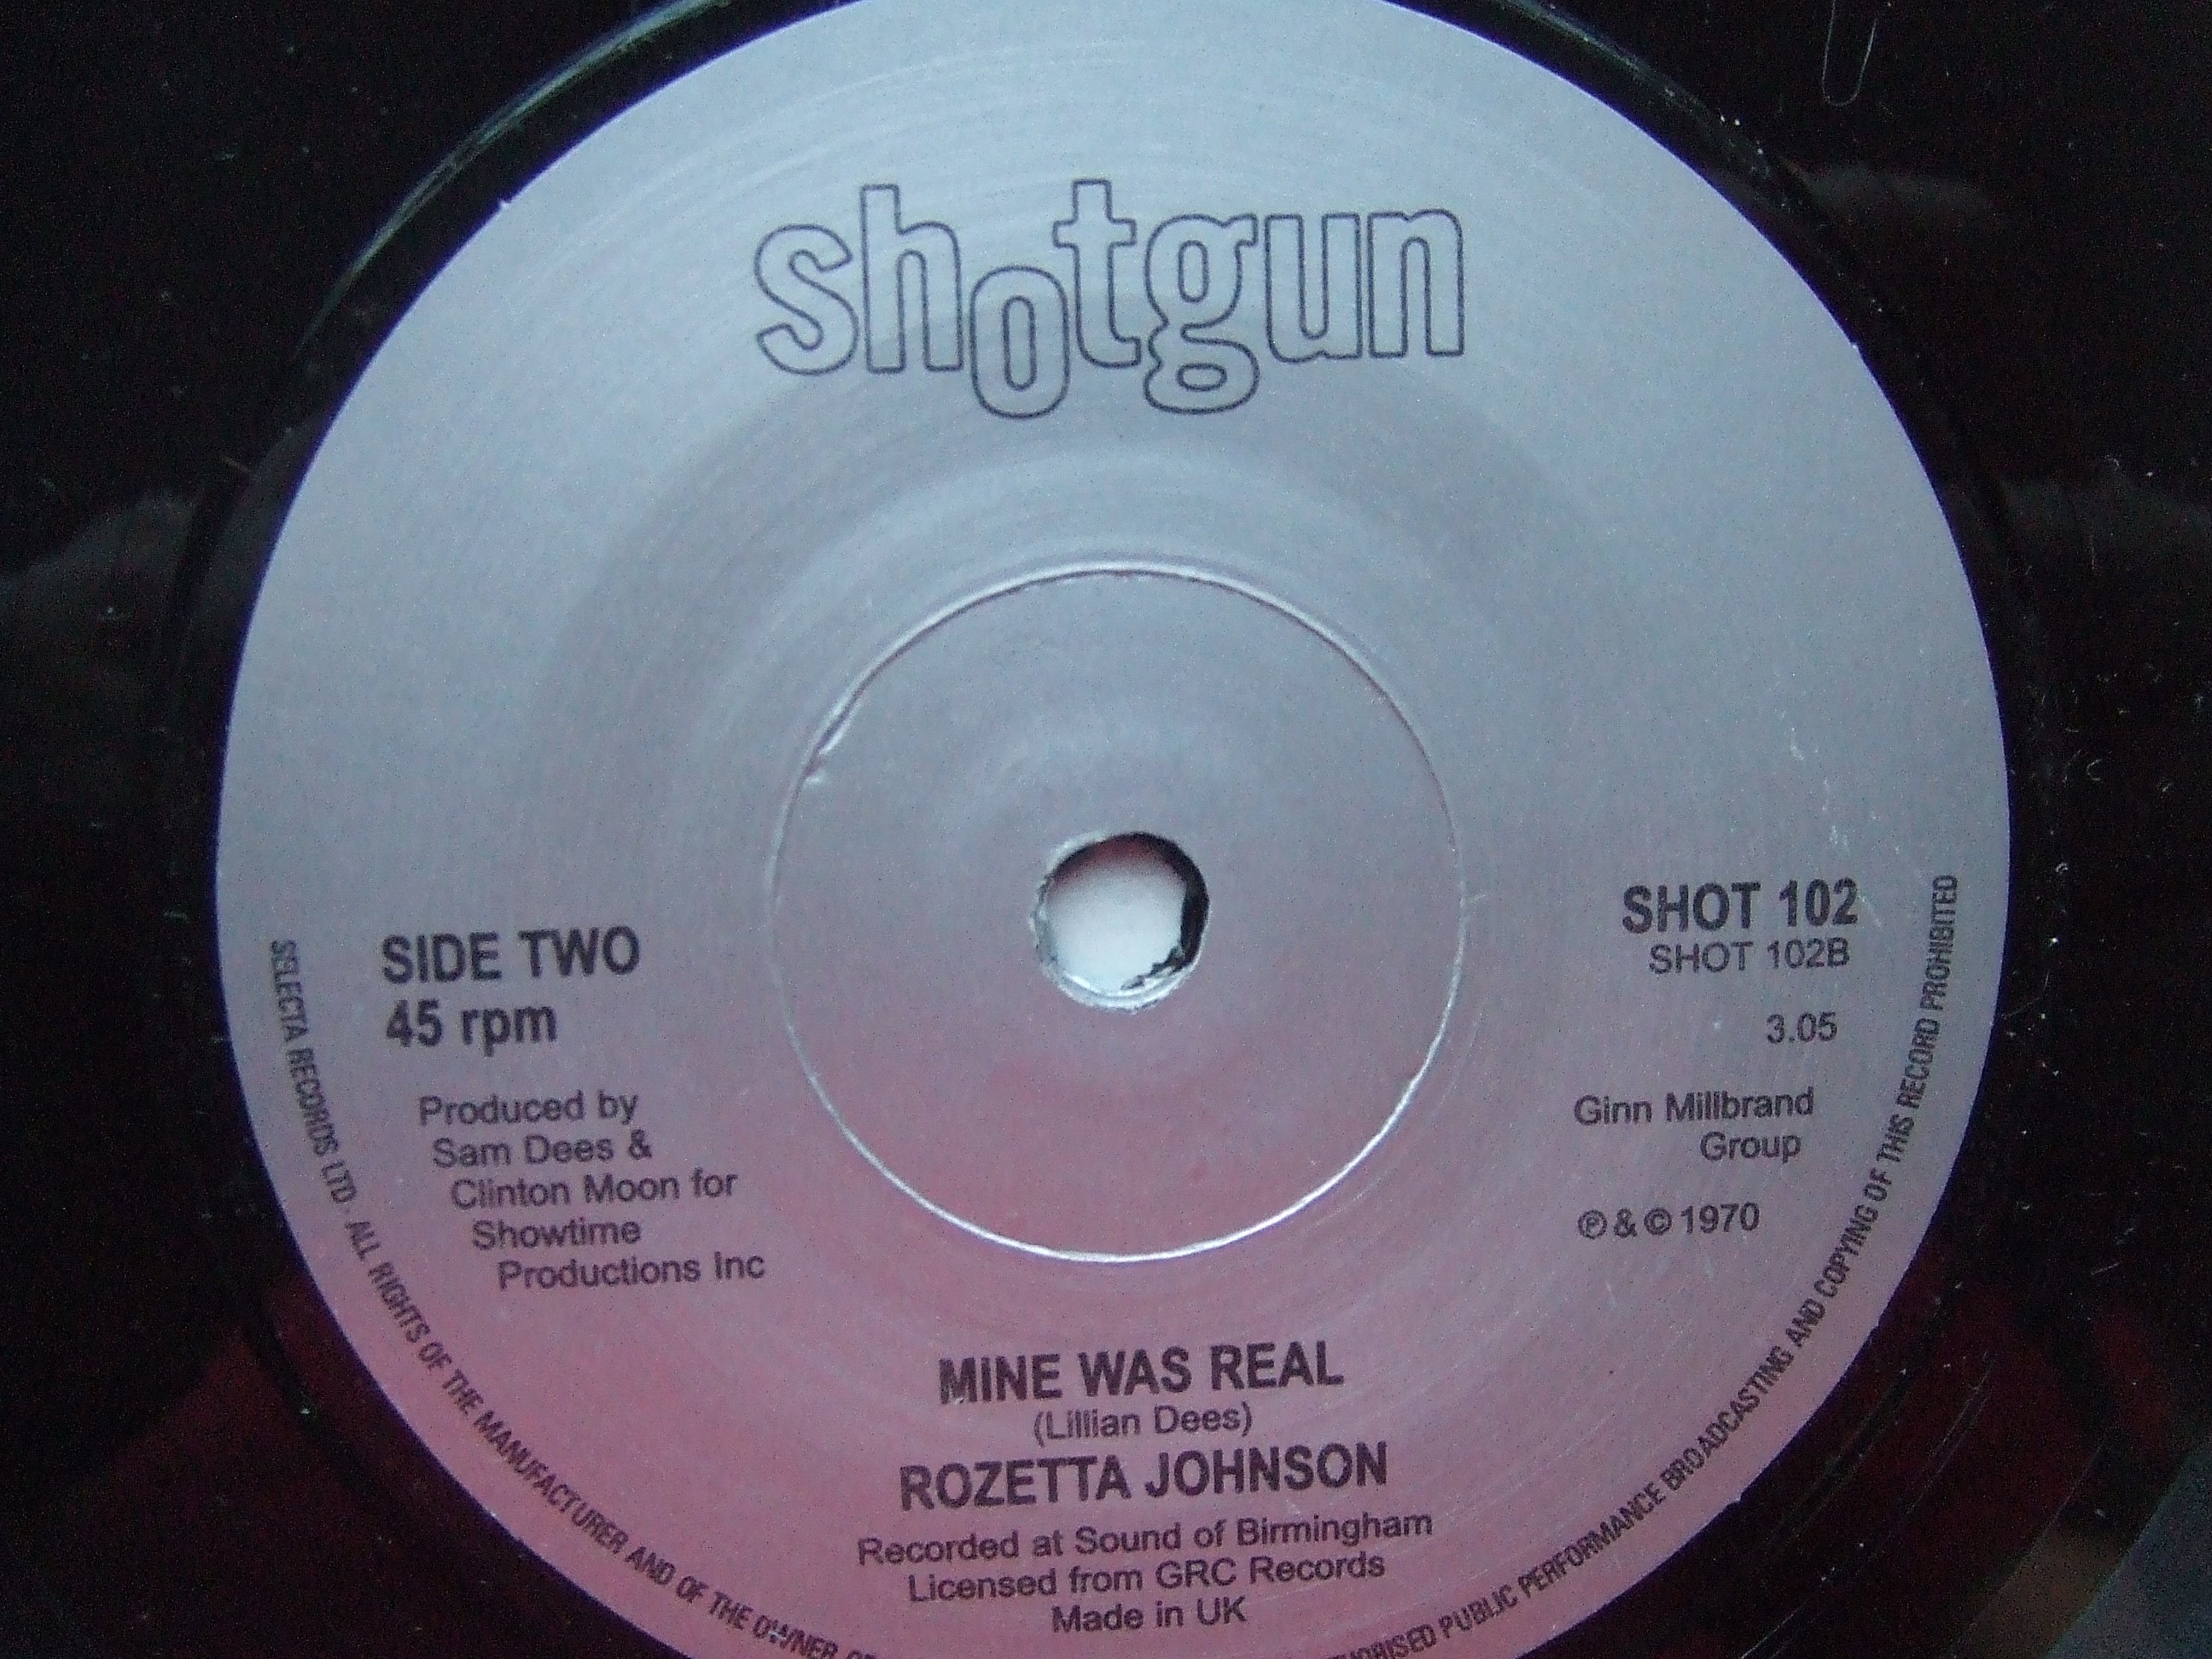 shotgun
SIDE TWO
45 rpm
Produced by
Sam Dees &
Clinton Moon for
Showtime
Productions Inc
SHOT 102
SHOT 102B
3.05
Ginn Millbrand
Group
℗ & © 1970
MINE WAS REAL
(Lillian Dees)
ROZETTA JOHNSON
Recorded at Sound of Birmingham
Licensed from GRC Records
Made in UK
SELECTA RECORDS LTD · ALL RIGHTS OF THE MANUFACTURER AND OF THE OWNER
PUBLIC PERFORMANCE BROADCASTING AND COPYING OF THIS RECORD PROHIBITED